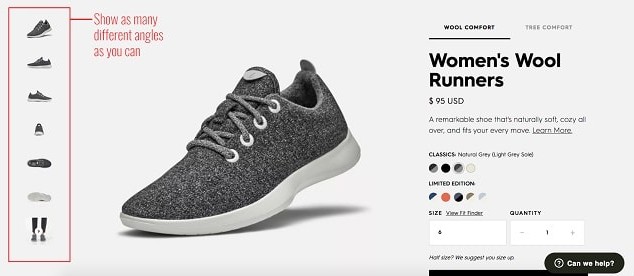 Show as many
different angles
as you can
WOOL COMFORT
TREE COMFORT
Women's Wool
Runners
$ 95 USD
A remarkable shoe that's naturally soft, cozy all
over, and fits your every move. Learn More.
CLASSICS: Natural Grey (Light Grey Sole)
LIMITED EDITION:
SIZE View Fit Finder
QUANTITY
6
− 1 +
Half size? We suggest you size up
? Can we help?